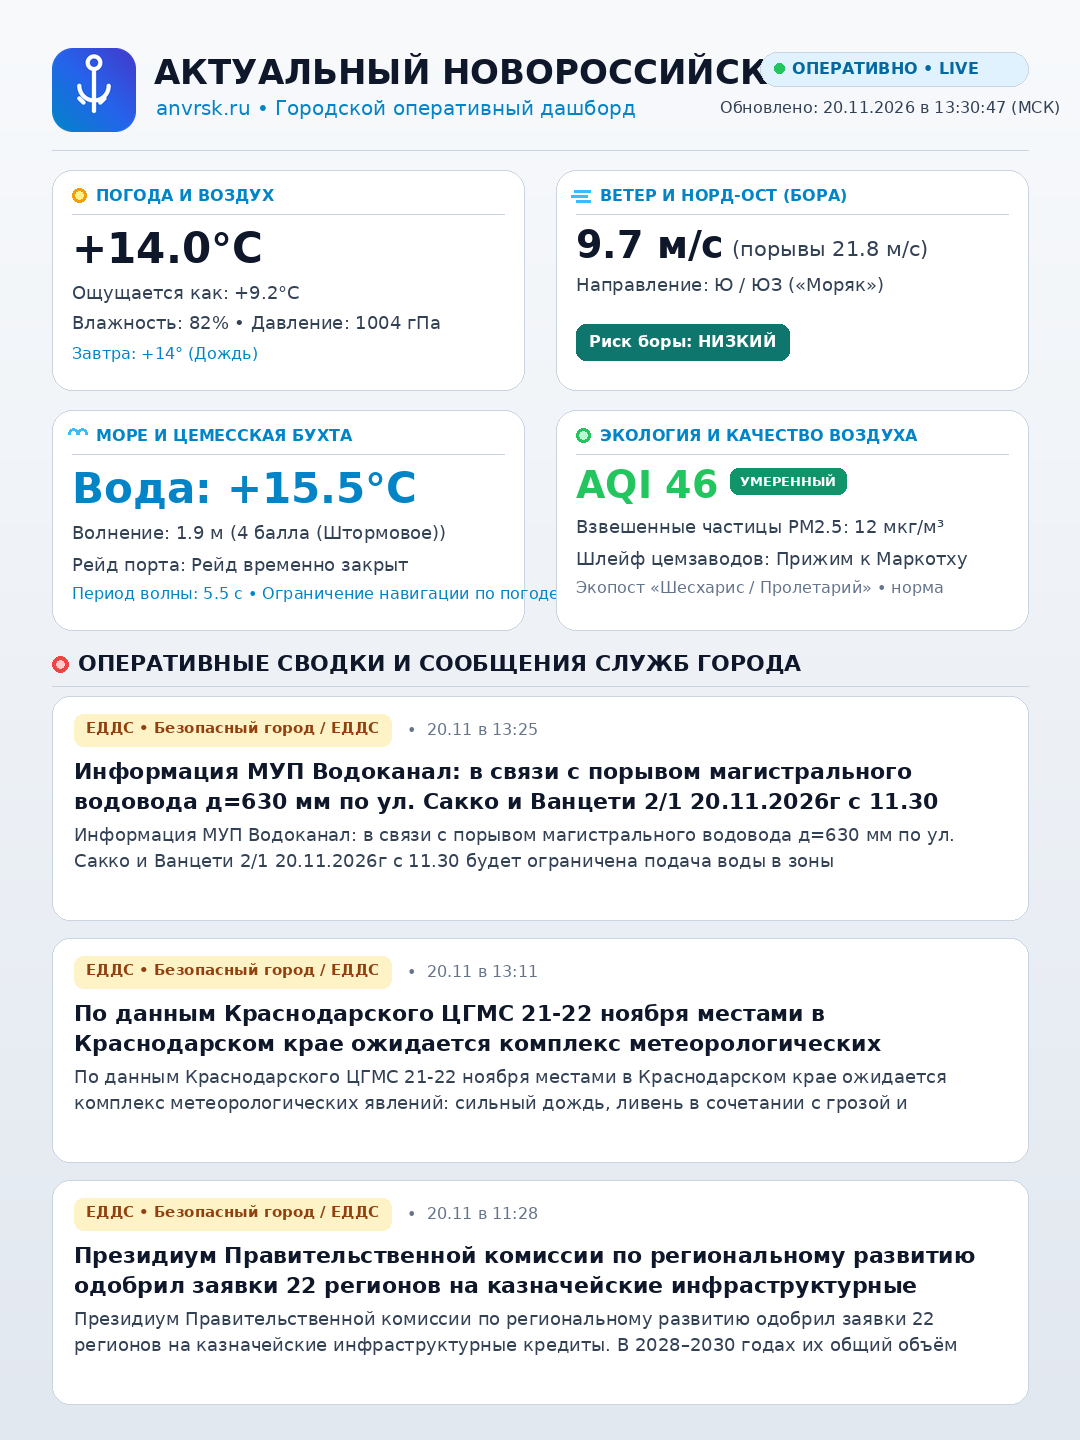 АКТУАЛЬНЫЙ НОВОРОССИЙСК
ОПЕРАТИВНО • LIVE
anvrsk.ru • Городской оперативный дашборд
Обновлено: 20.11.2026 в 13:30:47 (МСК)
ПОГОДА И ВОЗДУХ
+14.0°C
Ощущается как: +9.2°C
Влажность: 82% • Давление: 1004 гПа
Завтра: +14° (Дождь)
ВЕТЕР И НОРД-ОСТ (БОРА)
9.7 м/с (порывы 21.8 м/с)
Направление: Ю / ЮЗ («Моряк»)
Риск боры: НИЗКИЙ
МОРЕ И ЦЕМЕССКАЯ БУХТА
Вода: +15.5°C
Волнение: 1.9 м (4 балла (Штормовое))
Рейд порта: Рейд временно закрыт
Период волны: 5.5 с • Ограничение навигации по погоде
ЭКОЛОГИЯ И КАЧЕСТВО ВОЗДУХА
AQI 46 УМЕРЕННЫЙ
Взвешенные частицы PM2.5: 12 мкг/м³
Шлейф цемзаводов: Прижим к Маркотху
Экопост «Шесхарис / Пролетарий» • норма
ОПЕРАТИВНЫЕ СВОДКИ И СООБЩЕНИЯ СЛУЖБ ГОРОДА
ЕДДС • Безопасный город / ЕДДС • 20.11 в 13:25
Информация МУП Водоканал: в связи с порывом магистрального
водовода д=630 мм по ул. Сакко и Ванцети 2/1 20.11.2026г с 11.30
Информация МУП Водоканал: в связи с порывом магистрального водовода д=630 мм по ул.
Сакко и Ванцети 2/1 20.11.2026г с 11.30 будет ограничена подача воды в зоны
ЕДДС • Безопасный город / ЕДДС • 20.11 в 13:11
По данным Краснодарского ЦГМС 21-22 ноября местами в
Краснодарском крае ожидается комплекс метеорологических
По данным Краснодарского ЦГМС 21-22 ноября местами в Краснодарском крае ожидается
комплекс метеорологических явлений: сильный дождь, ливень в сочетании с грозой и
ЕДДС • Безопасный город / ЕДДС • 20.11 в 11:28
Президиум Правительственной комиссии по региональному развитию
одобрил заявки 22 регионов на казначейские инфраструктурные
Президиум Правительственной комиссии по региональному развитию одобрил заявки 22
регионов на казначейские инфраструктурные кредиты. В 2028–2030 годах их общий объём